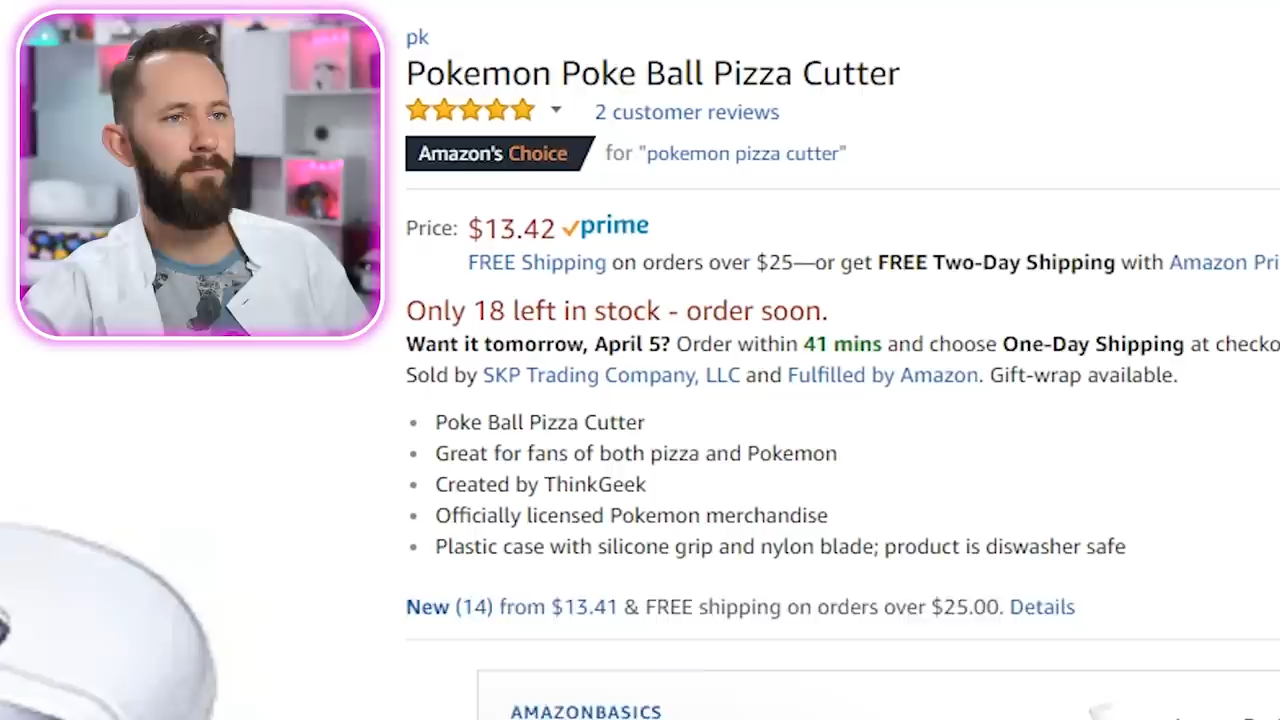 pk
Pokemon Poke Ball Pizza Cutter
2 customer reviews
Amazon's Choice for "pokemon pizza cutter"
Price: $13.42 prime
FREE Shipping on orders over $25—or get FREE Two-Day Shipping with Amazon Pri
Only 18 left in stock - order soon.
Want it tomorrow, April 5? Order within 41 mins and choose One-Day Shipping at checko
Sold by SKP Trading Company, LLC and Fulfilled by Amazon. Gift-wrap available.
• Poke Ball Pizza Cutter
• Great for fans of both pizza and Pokemon
• Created by ThinkGeek
• Officially licensed Pokemon merchandise
• Plastic case with silicone grip and nylon blade; product is diswasher safe
New (14) from $13.41 & FREE shipping on orders over $25.00. Details
AMAZONBASICS